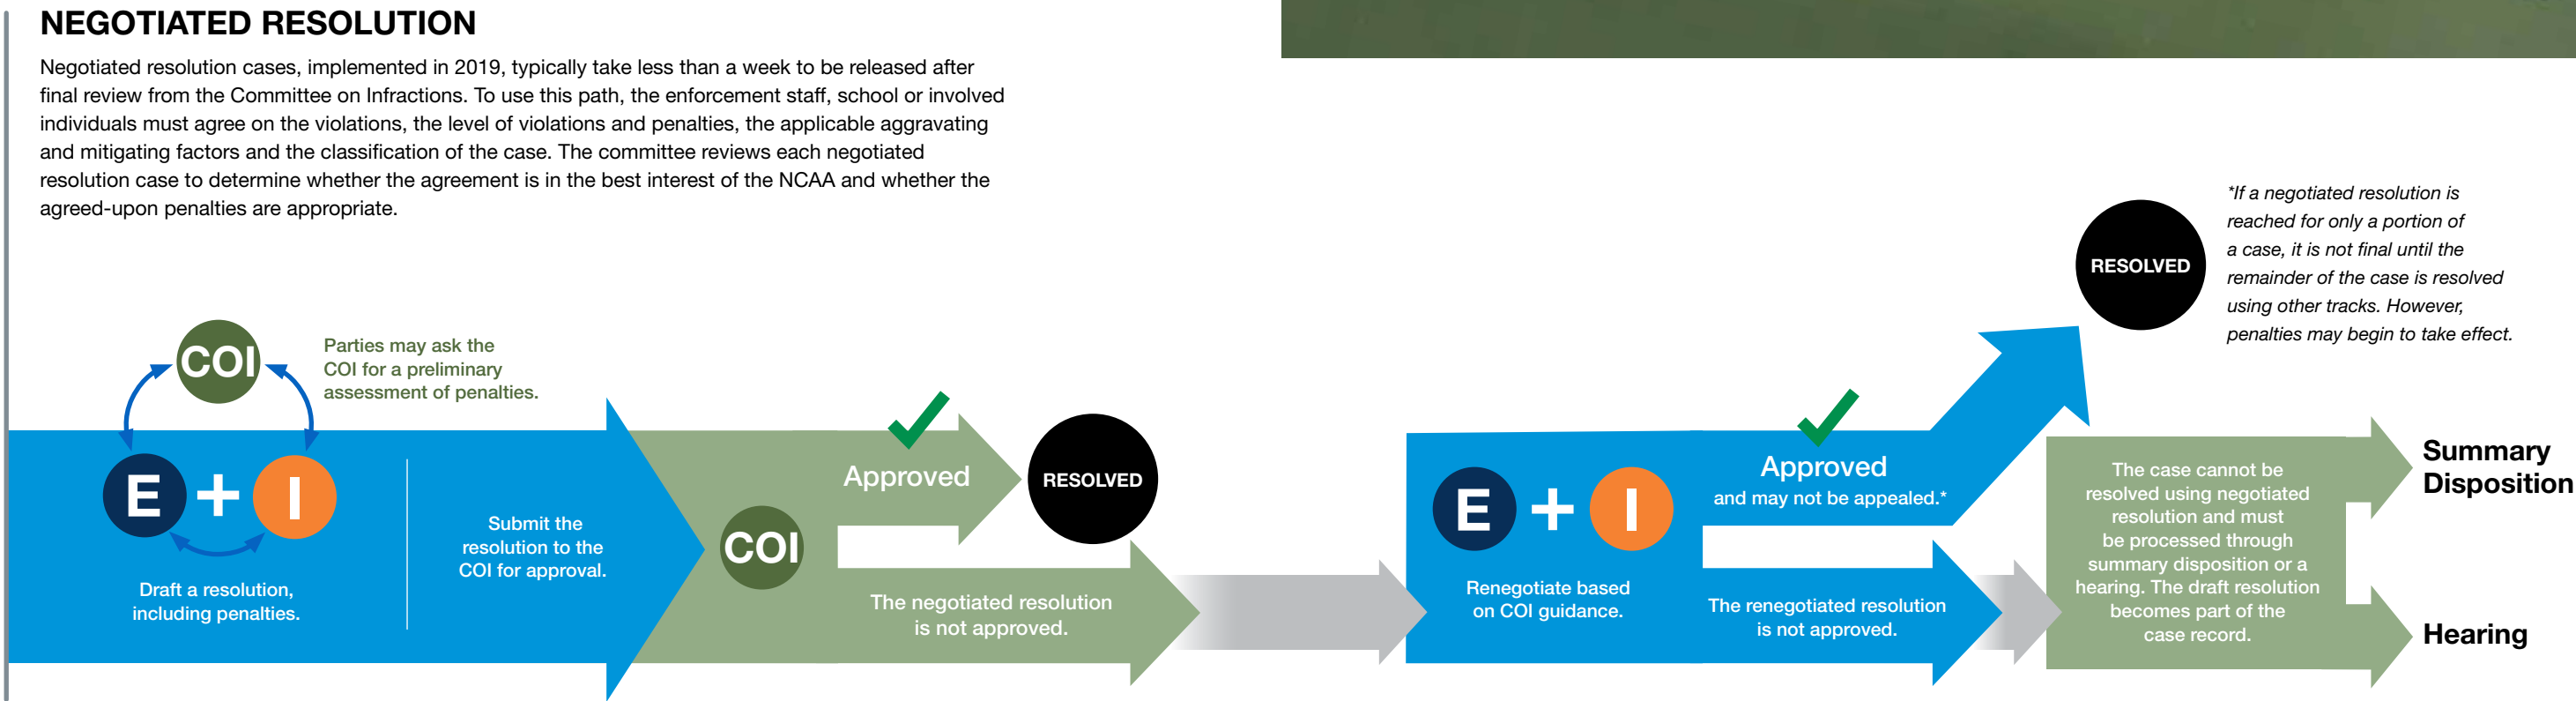 NEGOTIATED RESOLUTION
Negotiated resolution cases, implemented in 2019, typically take less than a week to be released after
final review from the Committee on Infractions. To use this path, the enforcement staff, school or involved
individuals must agree on the violations, the level of violations and penalties, the applicable aggravating
and mitigating factors and the classification of the case. The committee reviews each negotiated
resolution case to determine whether the agreement is in the best interest of the NCAA and whether the
agreed-upon penalties are appropriate.
COI
Parties may ask the
COI for a preliminary
assessment of penalties.
E + I
Draft a resolution,
including penalties.
Submit the
resolution to the
COI for approval.
COI
Approved
RESOLVED
The negotiated resolution
is not approved.
E + I
Renegotiate based
on COI guidance.
Approved
and may not be appealed.*
RESOLVED
*If a negotiated resolution is
reached for only a portion of
a case, it is not final until the
remainder of the case is resolved
using other tracks. However,
penalties may begin to take effect.
The renegotiated resolution
is not approved.
The case cannot be
resolved using negotiated
resolution and must
be processed through
summary disposition or a
hearing. The draft resolution
becomes part of the
case record.
Summary
Disposition
Hearing